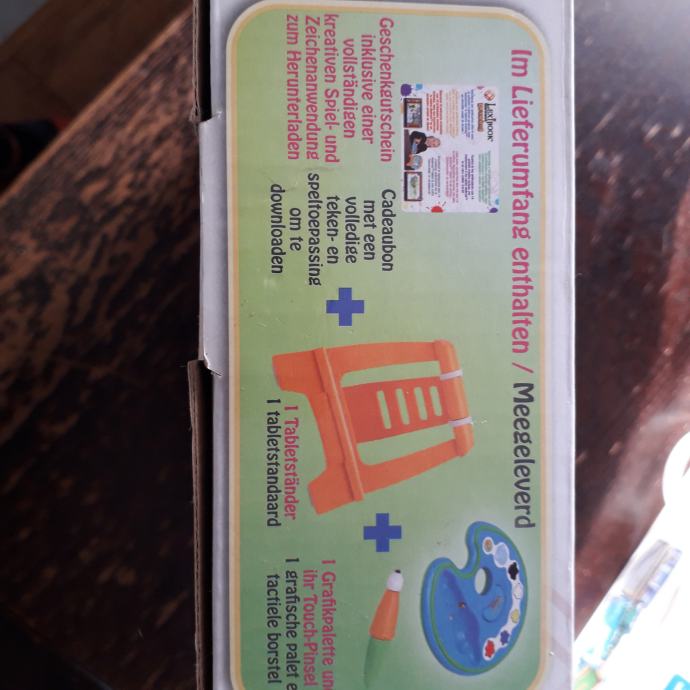 Im Lieferumfang enthalten / Meegeleverd
LEXIBOOK
Geschenkgutschein
inklusive einer
vollständigen
kreativen Spiel- und
Zeichenanwendung
zum Herunterladen
Cadeaubon
met een
volledige
teken- en
speltoepassing
om te
downloaden
1 Tabletständer
1 tabletstandaard
1 Grafikpalette und
ihr Touch-Pinsel
1 grafische palet e
tactiele borstel